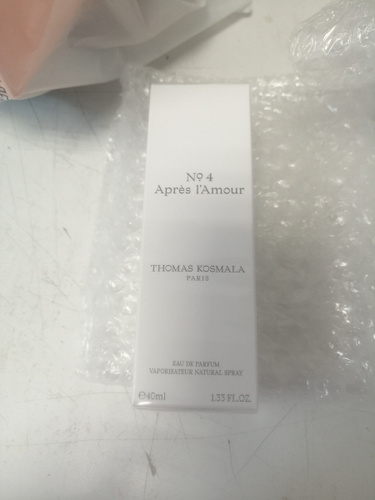 Nº 4
Après l'Amour
THOMAS KOSMALA
PARIS
EAU DE PARFUM
VAPORISATEUR NATURAL SPRAY
℮40ml 1.33 FL.OZ.